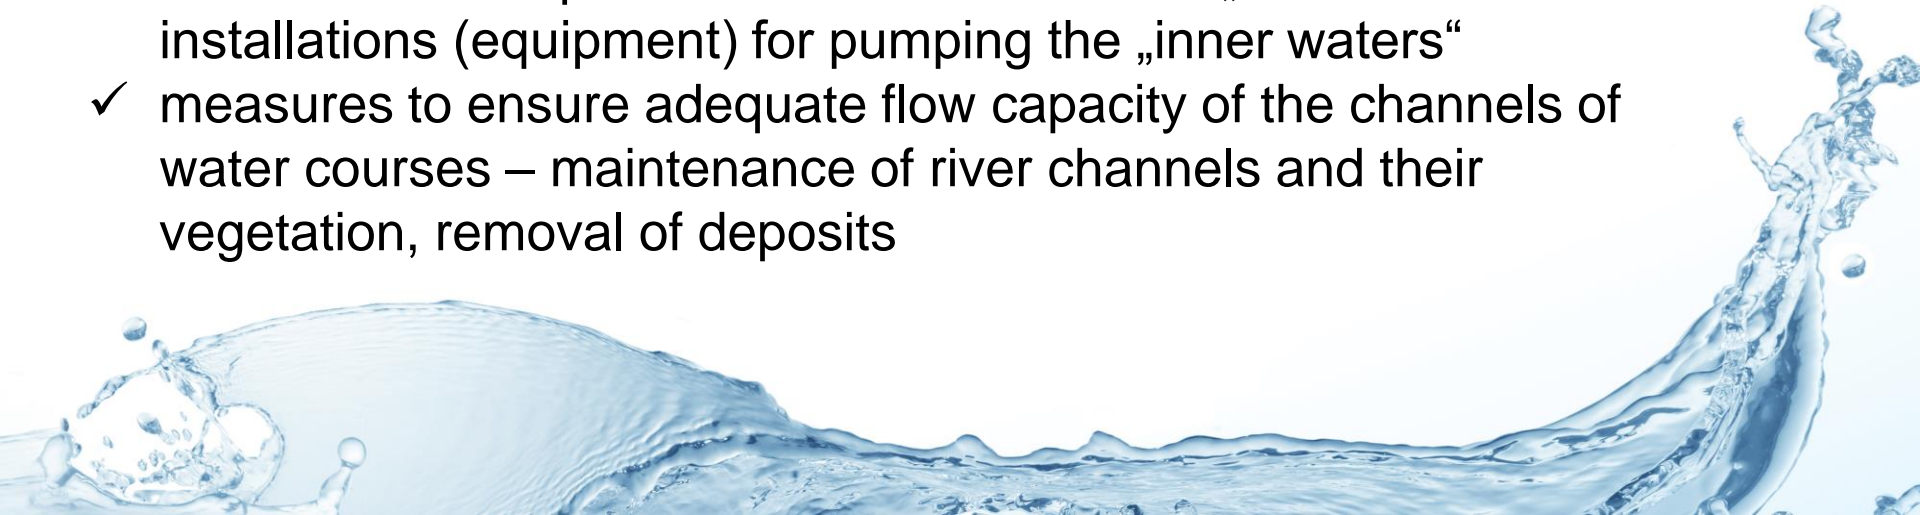 installations (equipment) for pumping the „inner waters“
✓ measures to ensure adequate flow capacity of the channels of
water courses – maintenance of river channels and their
vegetation, removal of deposits